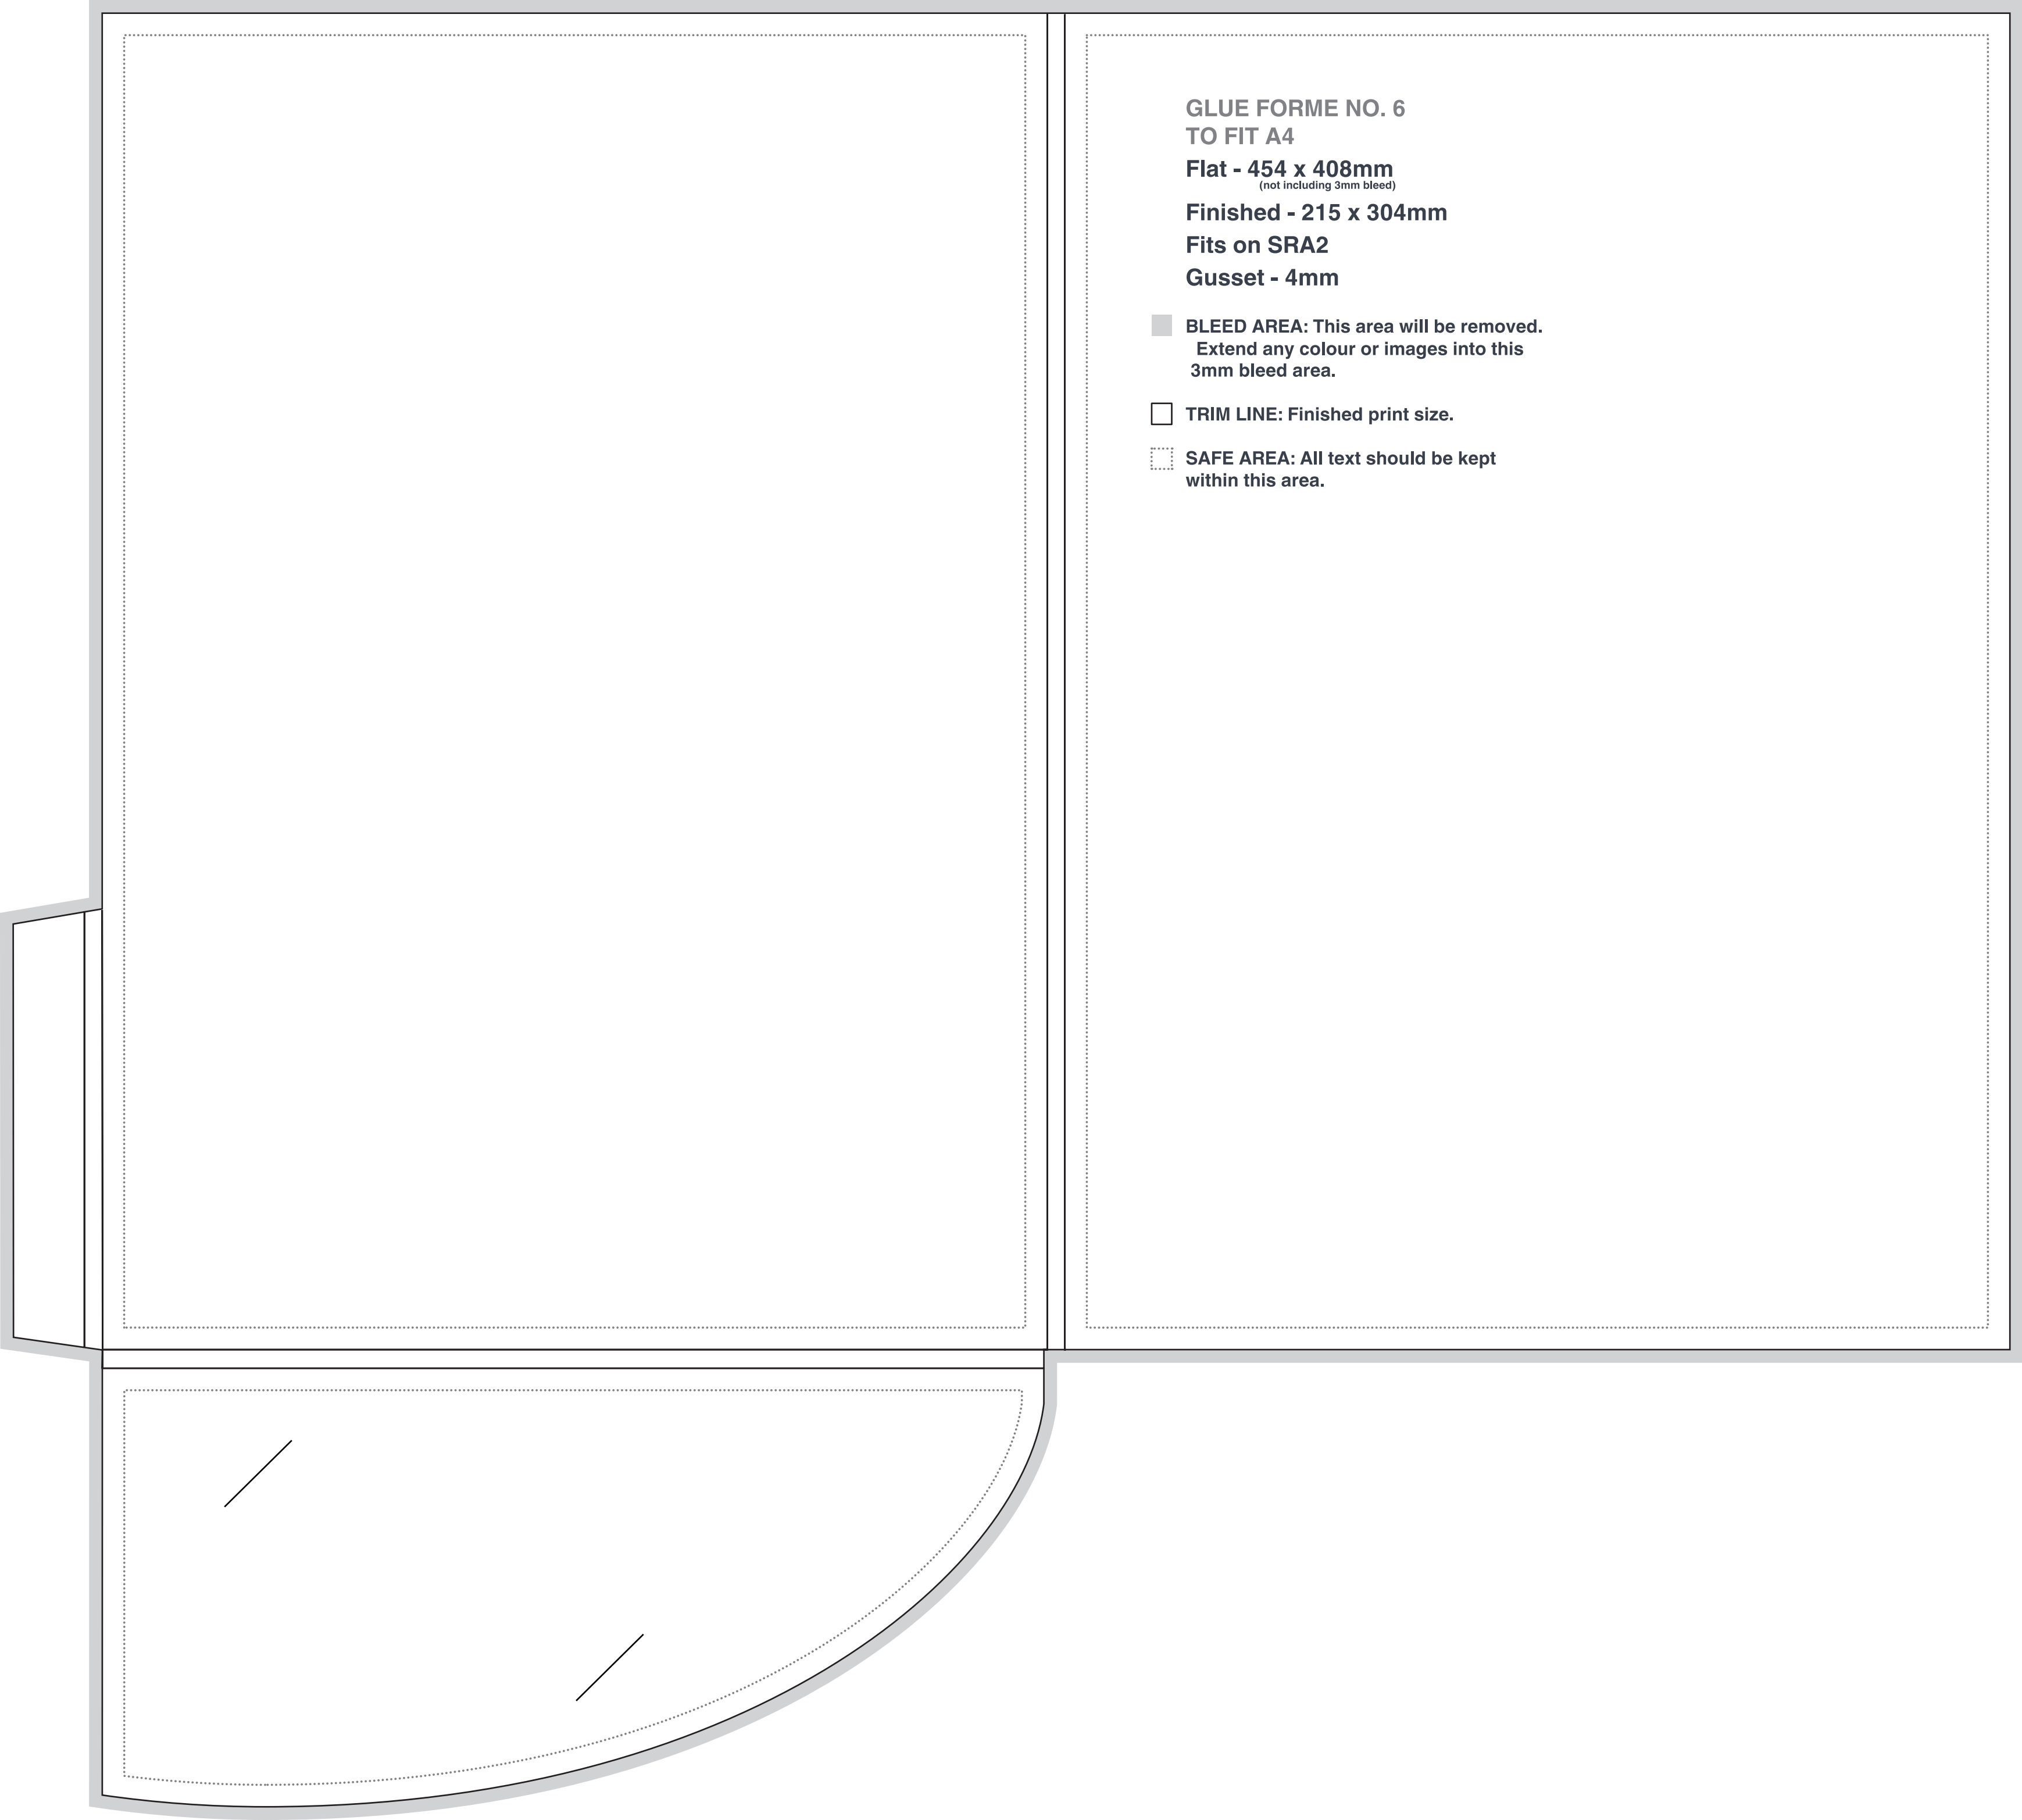 GLUE FORME NO. 6
TO FIT A4
Flat - 454 x 408mm
(not including 3mm bleed)
Finished - 215 x 304mm
Fits on SRA2
Gusset - 4mm
BLEED AREA: This area will be removed.
Extend any colour or images into this
3mm bleed area.
TRIM LINE: Finished print size.
SAFE AREA: All text should be kept
within this area.